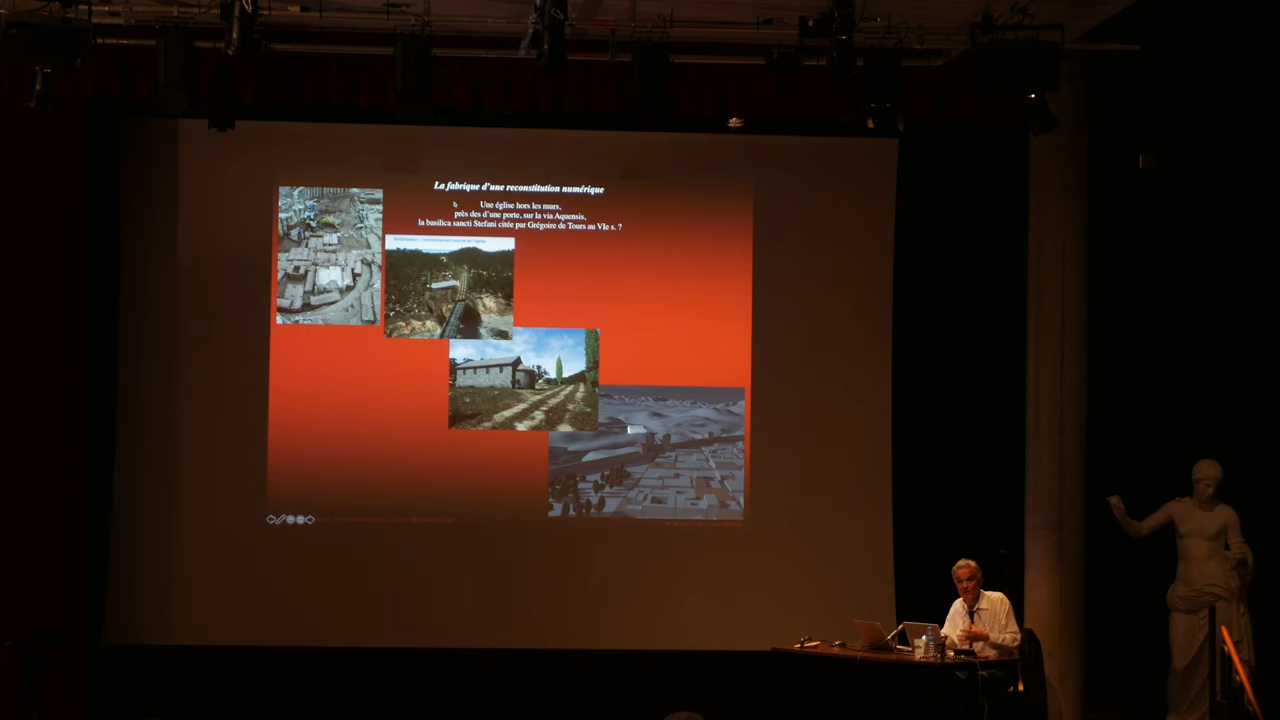 La fabrique d'une reconstitution numérique
Une église hors les murs,
près des d'une porte, sur la via Aquensis,
la basilica sancti Stefani citée par Grégoire de Tours au VIe s. ?